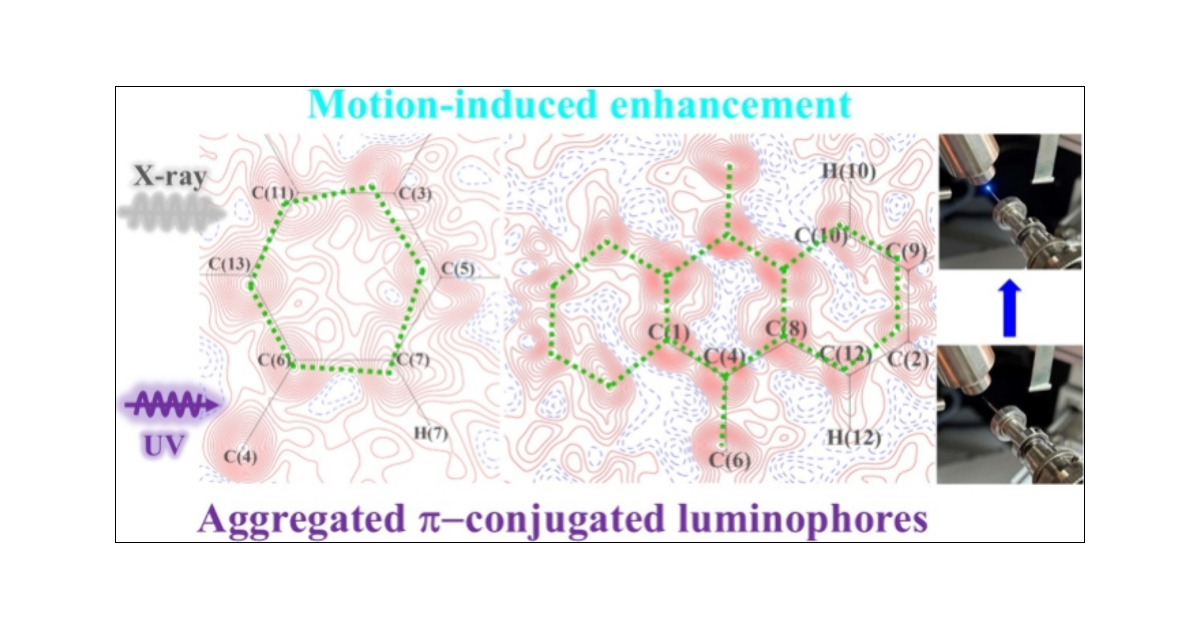 Motion-induced enhancement
X-ray
C(11)
C(3)
C(13)
C(5)
C(6)
C(7)
H(7)
C(4)
UV
H(10)
C(10)
C(9)
C(1)
C(8)
C(4)
C(12)
C(2)
H(12)
C(6)
Aggregated π−conjugated luminophores